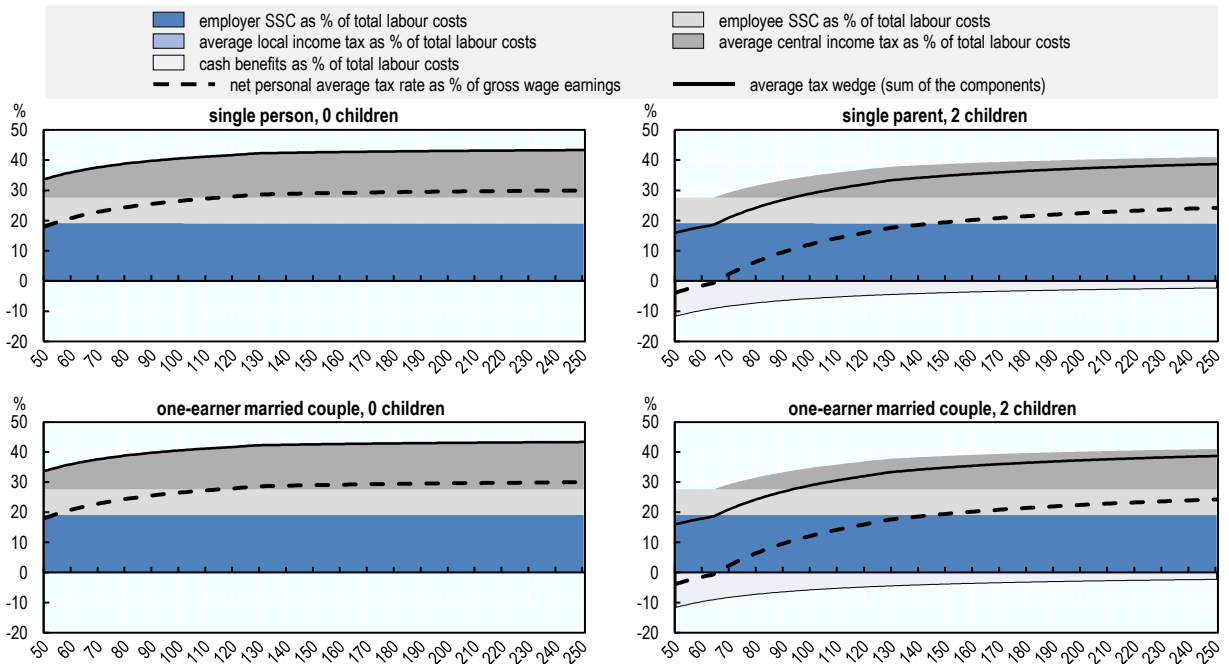 employer SSC as % of total labour costs
employee SSC as % of total labour costs
average local income tax as % of total labour costs
average central income tax as % of total labour costs
cash benefits as % of total labour costs
net personal average tax rate as % of gross wage earnings
average tax wedge (sum of the components)
%
single person, 0 children
50
40
30
20
10
0
-10
-20
50 60 70 80 90 100 110 120 130 140 150 160 170 180 190 200 210 220 230 240 250
%
single parent, 2 children
50
40
30
20
10
0
-10
-20
50 60 70 80 90 100 110 120 130 140 150 160 170 180 190 200 210 220 230 240 250
%
one-earner married couple, 0 children
50
40
30
20
10
0
-10
-20
50 60 70 80 90 100 110 120 130 140 150 160 170 180 190 200 210 220 230 240 250
%
one-earner married couple, 2 children
50
40
30
20
10
0
-10
-20
50 60 70 80 90 100 110 120 130 140 150 160 170 180 190 200 210 220 230 240 250